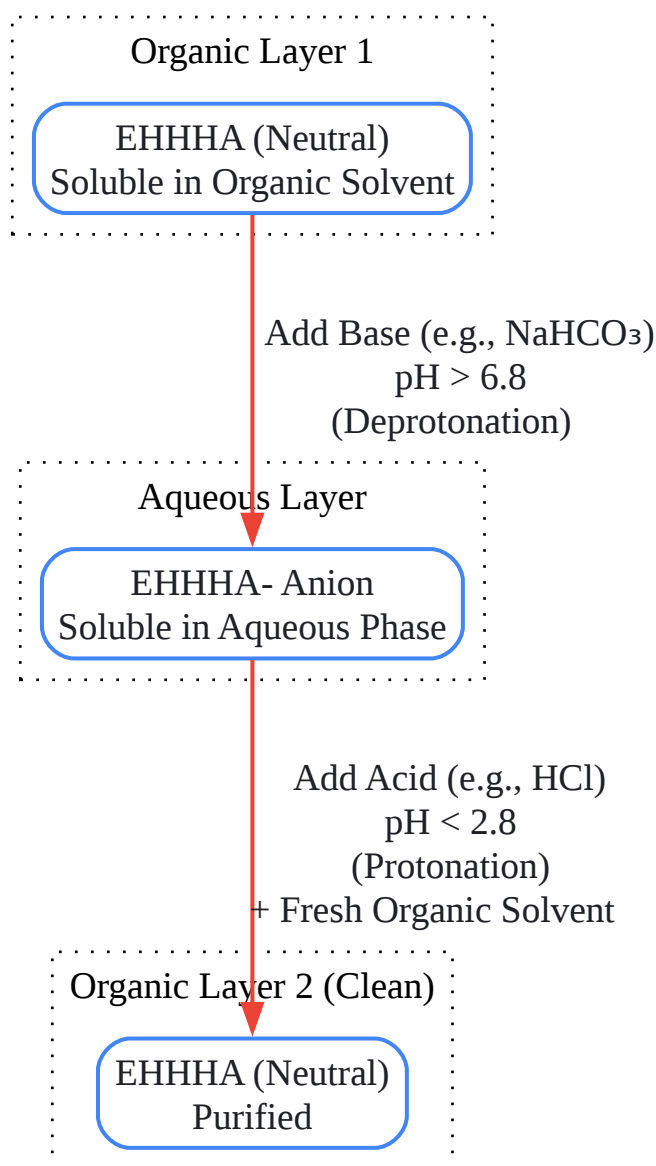 Organic Layer 1
EHHHA (Neutral)
Soluble in Organic Solvent
Add Base (e.g., NaHCO₃)
pH > 6.8
(Deprotonation)
Aqueous Layer
EHHHA- Anion
Soluble in Aqueous Phase
Add Acid (e.g., HCl)
pH < 2.8
(Protonation)
+ Fresh Organic Solvent
Organic Layer 2 (Clean)
EHHHA (Neutral)
Purified